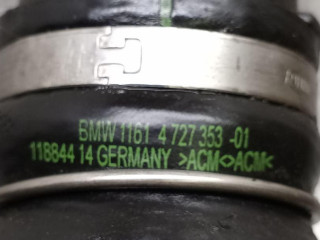 BMW 1161 4 727 353 -01
118844 14 GERMANY >ACM<>ACM<